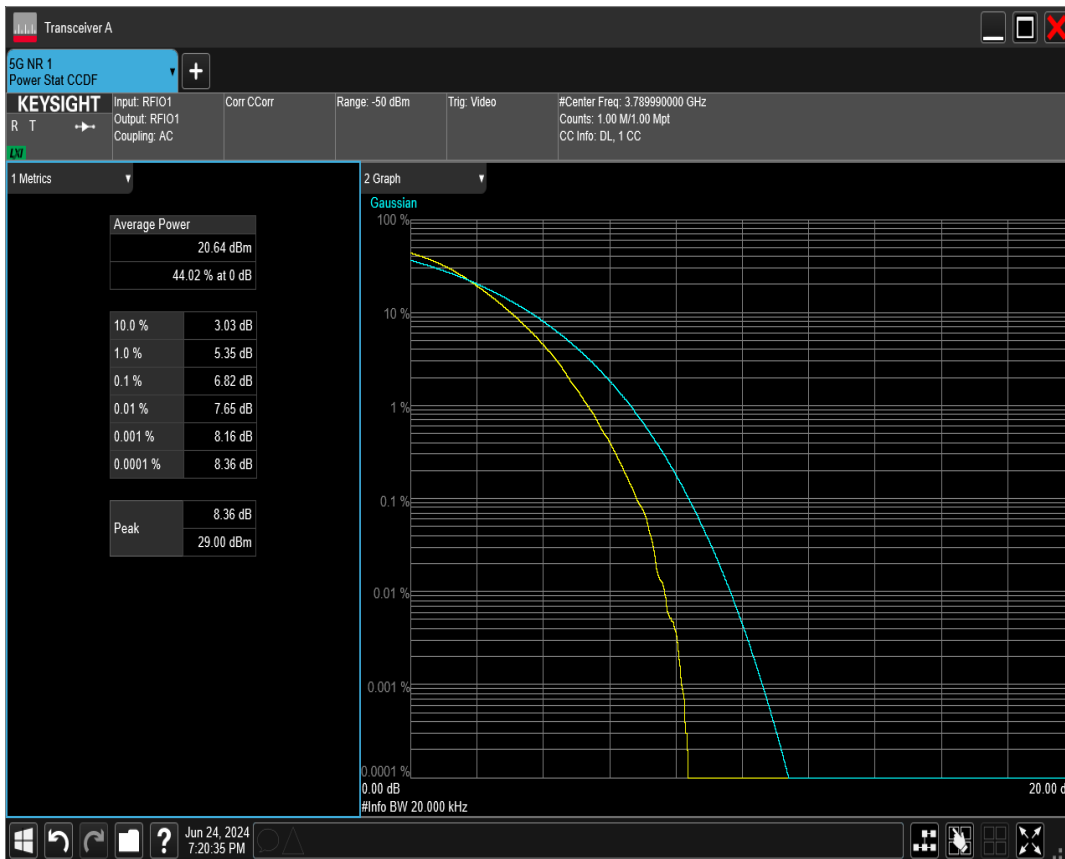 Transceiver A
5G NR 1
Power Stat CCDF
+
KEYSIGHT
R T
LXI
Input: RFIO1
Output: RFIO1
Coupling: AC
Corr CCorr
Range: -50 dBm
Trig: Video
#Center Freq: 3.789990000 GHz
Counts: 1.00 M/1.00 Mpt
CC Info: DL, 1 CC
1 Metrics
Average Power
20.64 dBm
44.02 % at 0 dB
10.0 % 3.03 dB
1.0 % 5.35 dB
0.1 % 6.82 dB
0.01 % 7.65 dB
0.001 % 8.16 dB
0.0001 % 8.36 dB
Peak
8.36 dB
29.00 dBm
2 Graph
Gaussian
100 %
10 %
1 %
0.1 %
0.01 %
0.001 %
0.0001 %
0.00 dB
20.00 d
#Info BW 20.000 kHz
?
Jun 24, 2024
7:20:35 PM